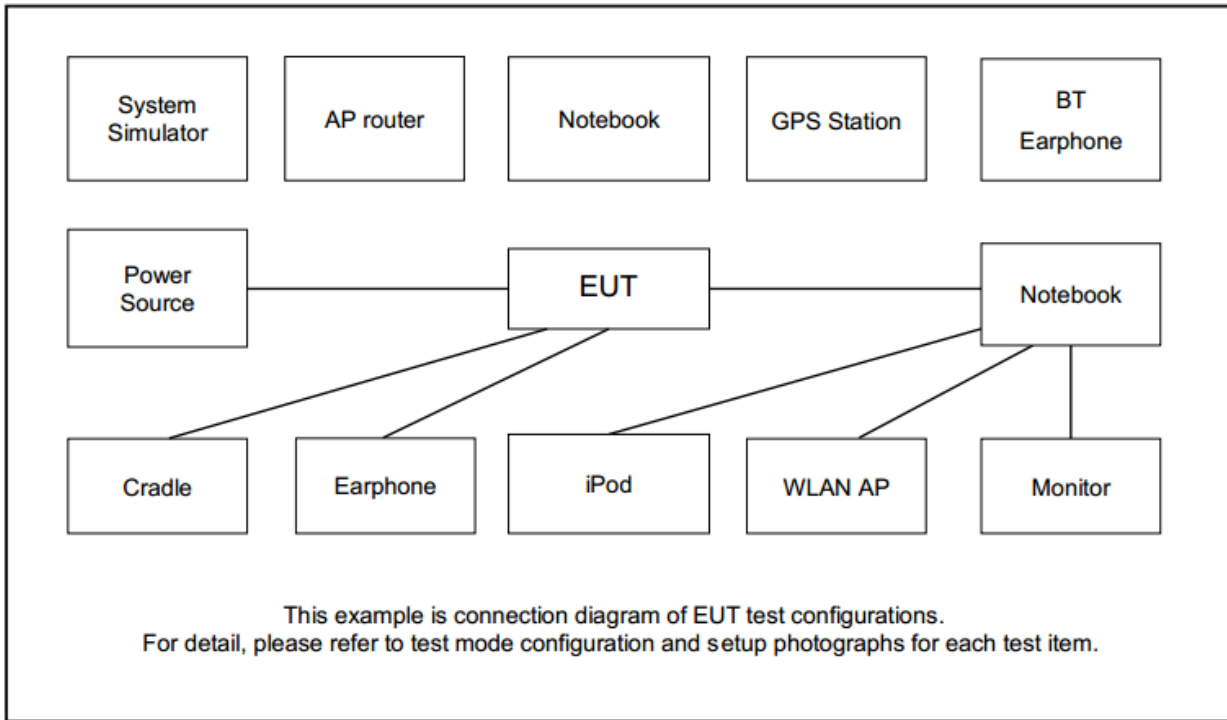 System
Simulator
AP router
Notebook
GPS Station
BT
Earphone
Power
Source
EUT
Notebook
Cradle
Earphone
iPod
WLAN AP
Monitor
This example is connection diagram of EUT test configurations.
For detail, please refer to test mode configuration and setup photographs for each test item.